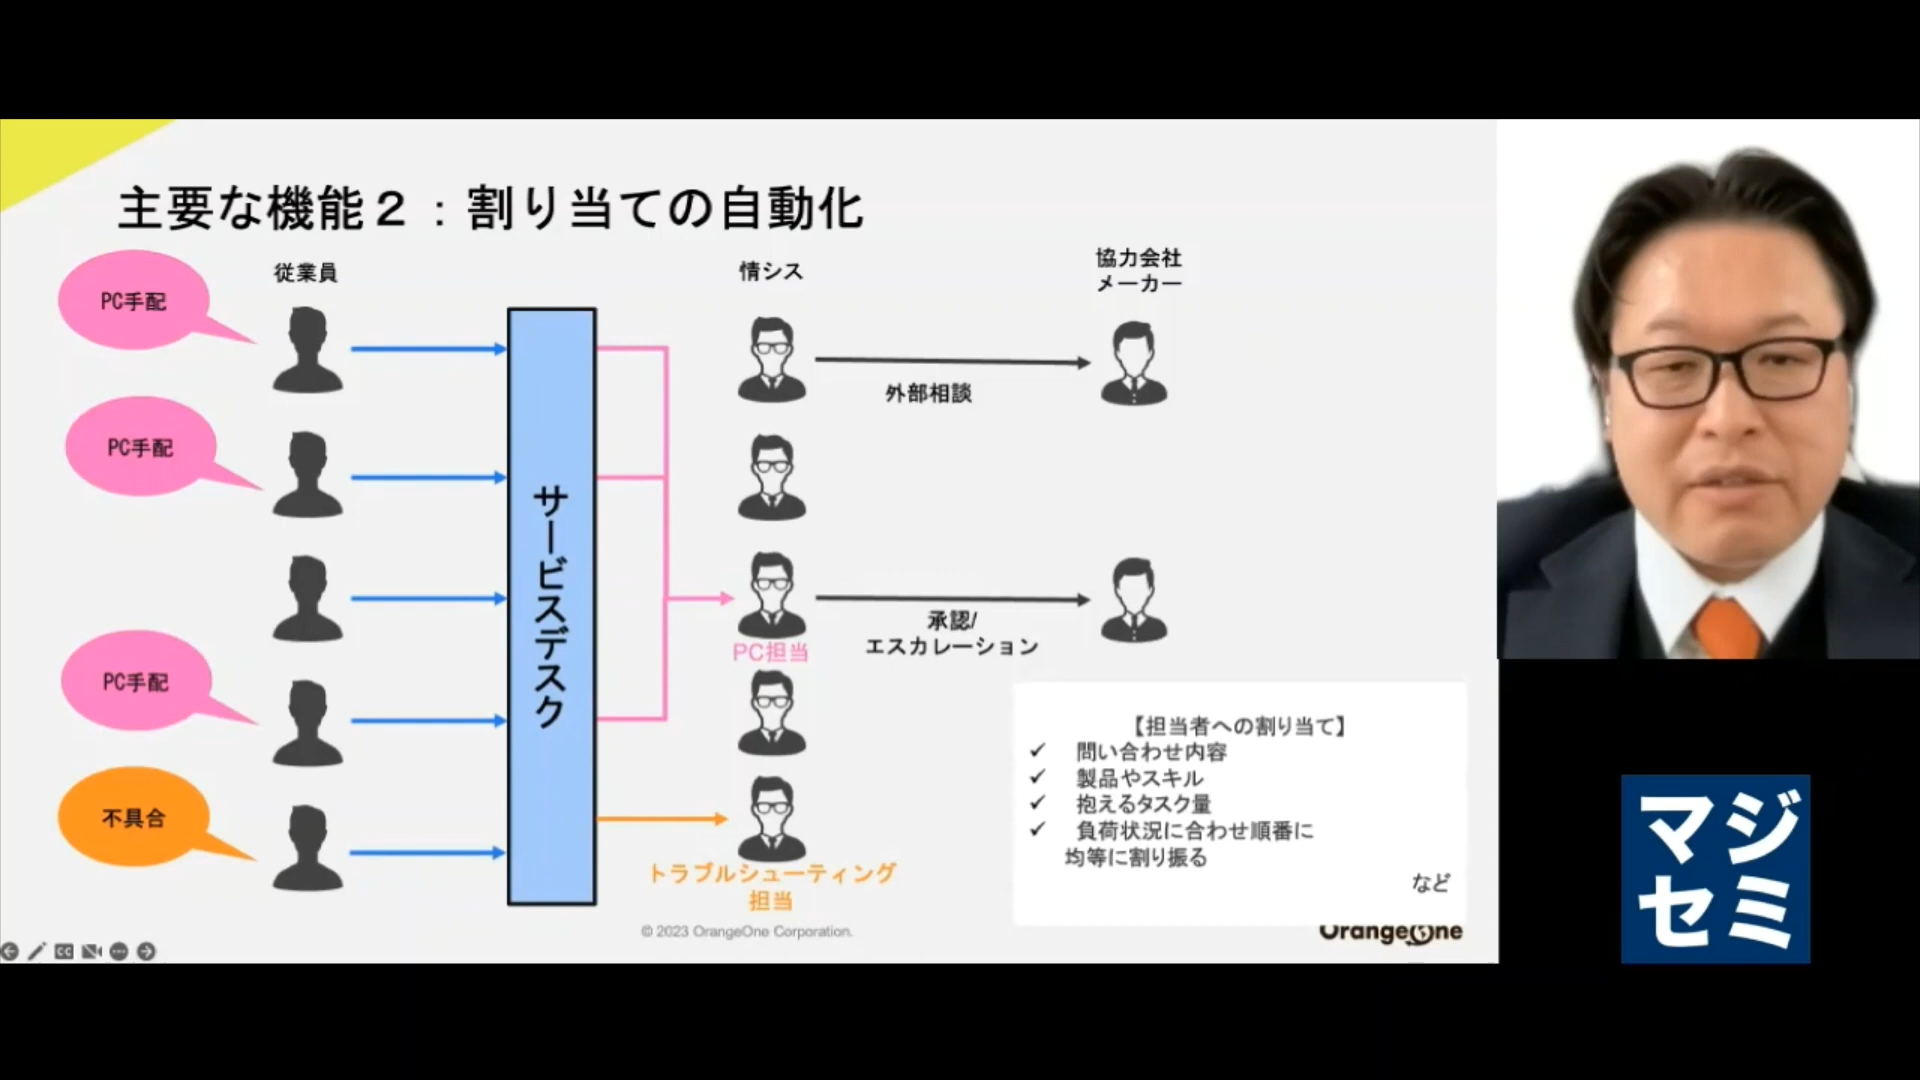 主要な機能２：割り当ての自動化
従業員
情シス
協力会社
メーカー
PC手配
PC手配
PC手配
不具合
サービスデスク
外部相談
PC担当
承認/
エスカレーション
トラブルシューティング
担当
【担当者への割り当て】
✓ 問い合わせ内容
✓ 製品やスキル
✓ 抱えるタスク量
✓ 負荷状況に合わせ順番に
均等に割り振る
など
© 2023 OrangeOne Corporation.
OrangeOne
CC
マジ
セミ